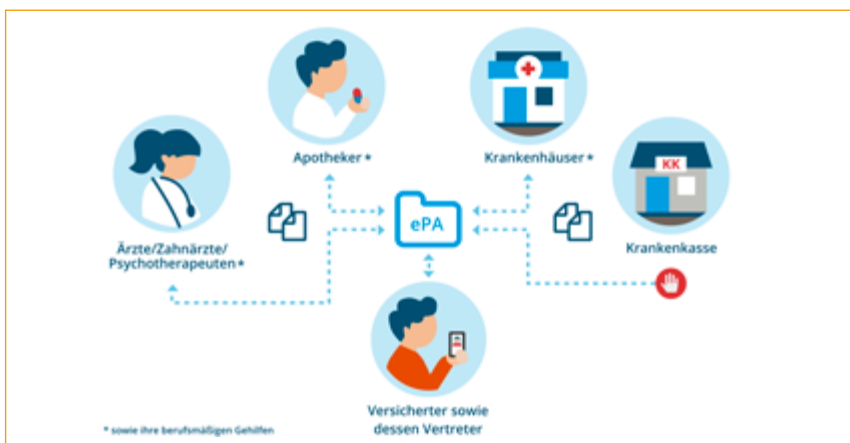 Apotheker *
Krankenhäuser *
KK
ePA
Ärzte/Zahnärzte/
Psychotherapeuten *
Krankenkasse
Versicherter sowie
dessen Vertreter
* sowie ihre berufsmäßigen Gehilfen